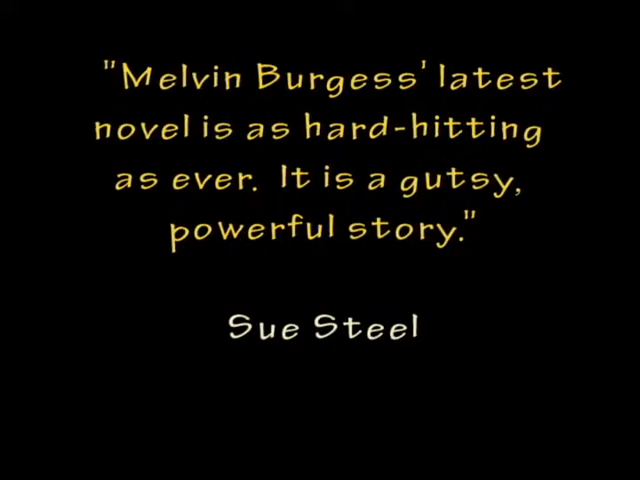 "Melvin Burgess' latest
novel is as hard-hitting
as ever. It is a gutsy,
powerful story."
Sue Steel